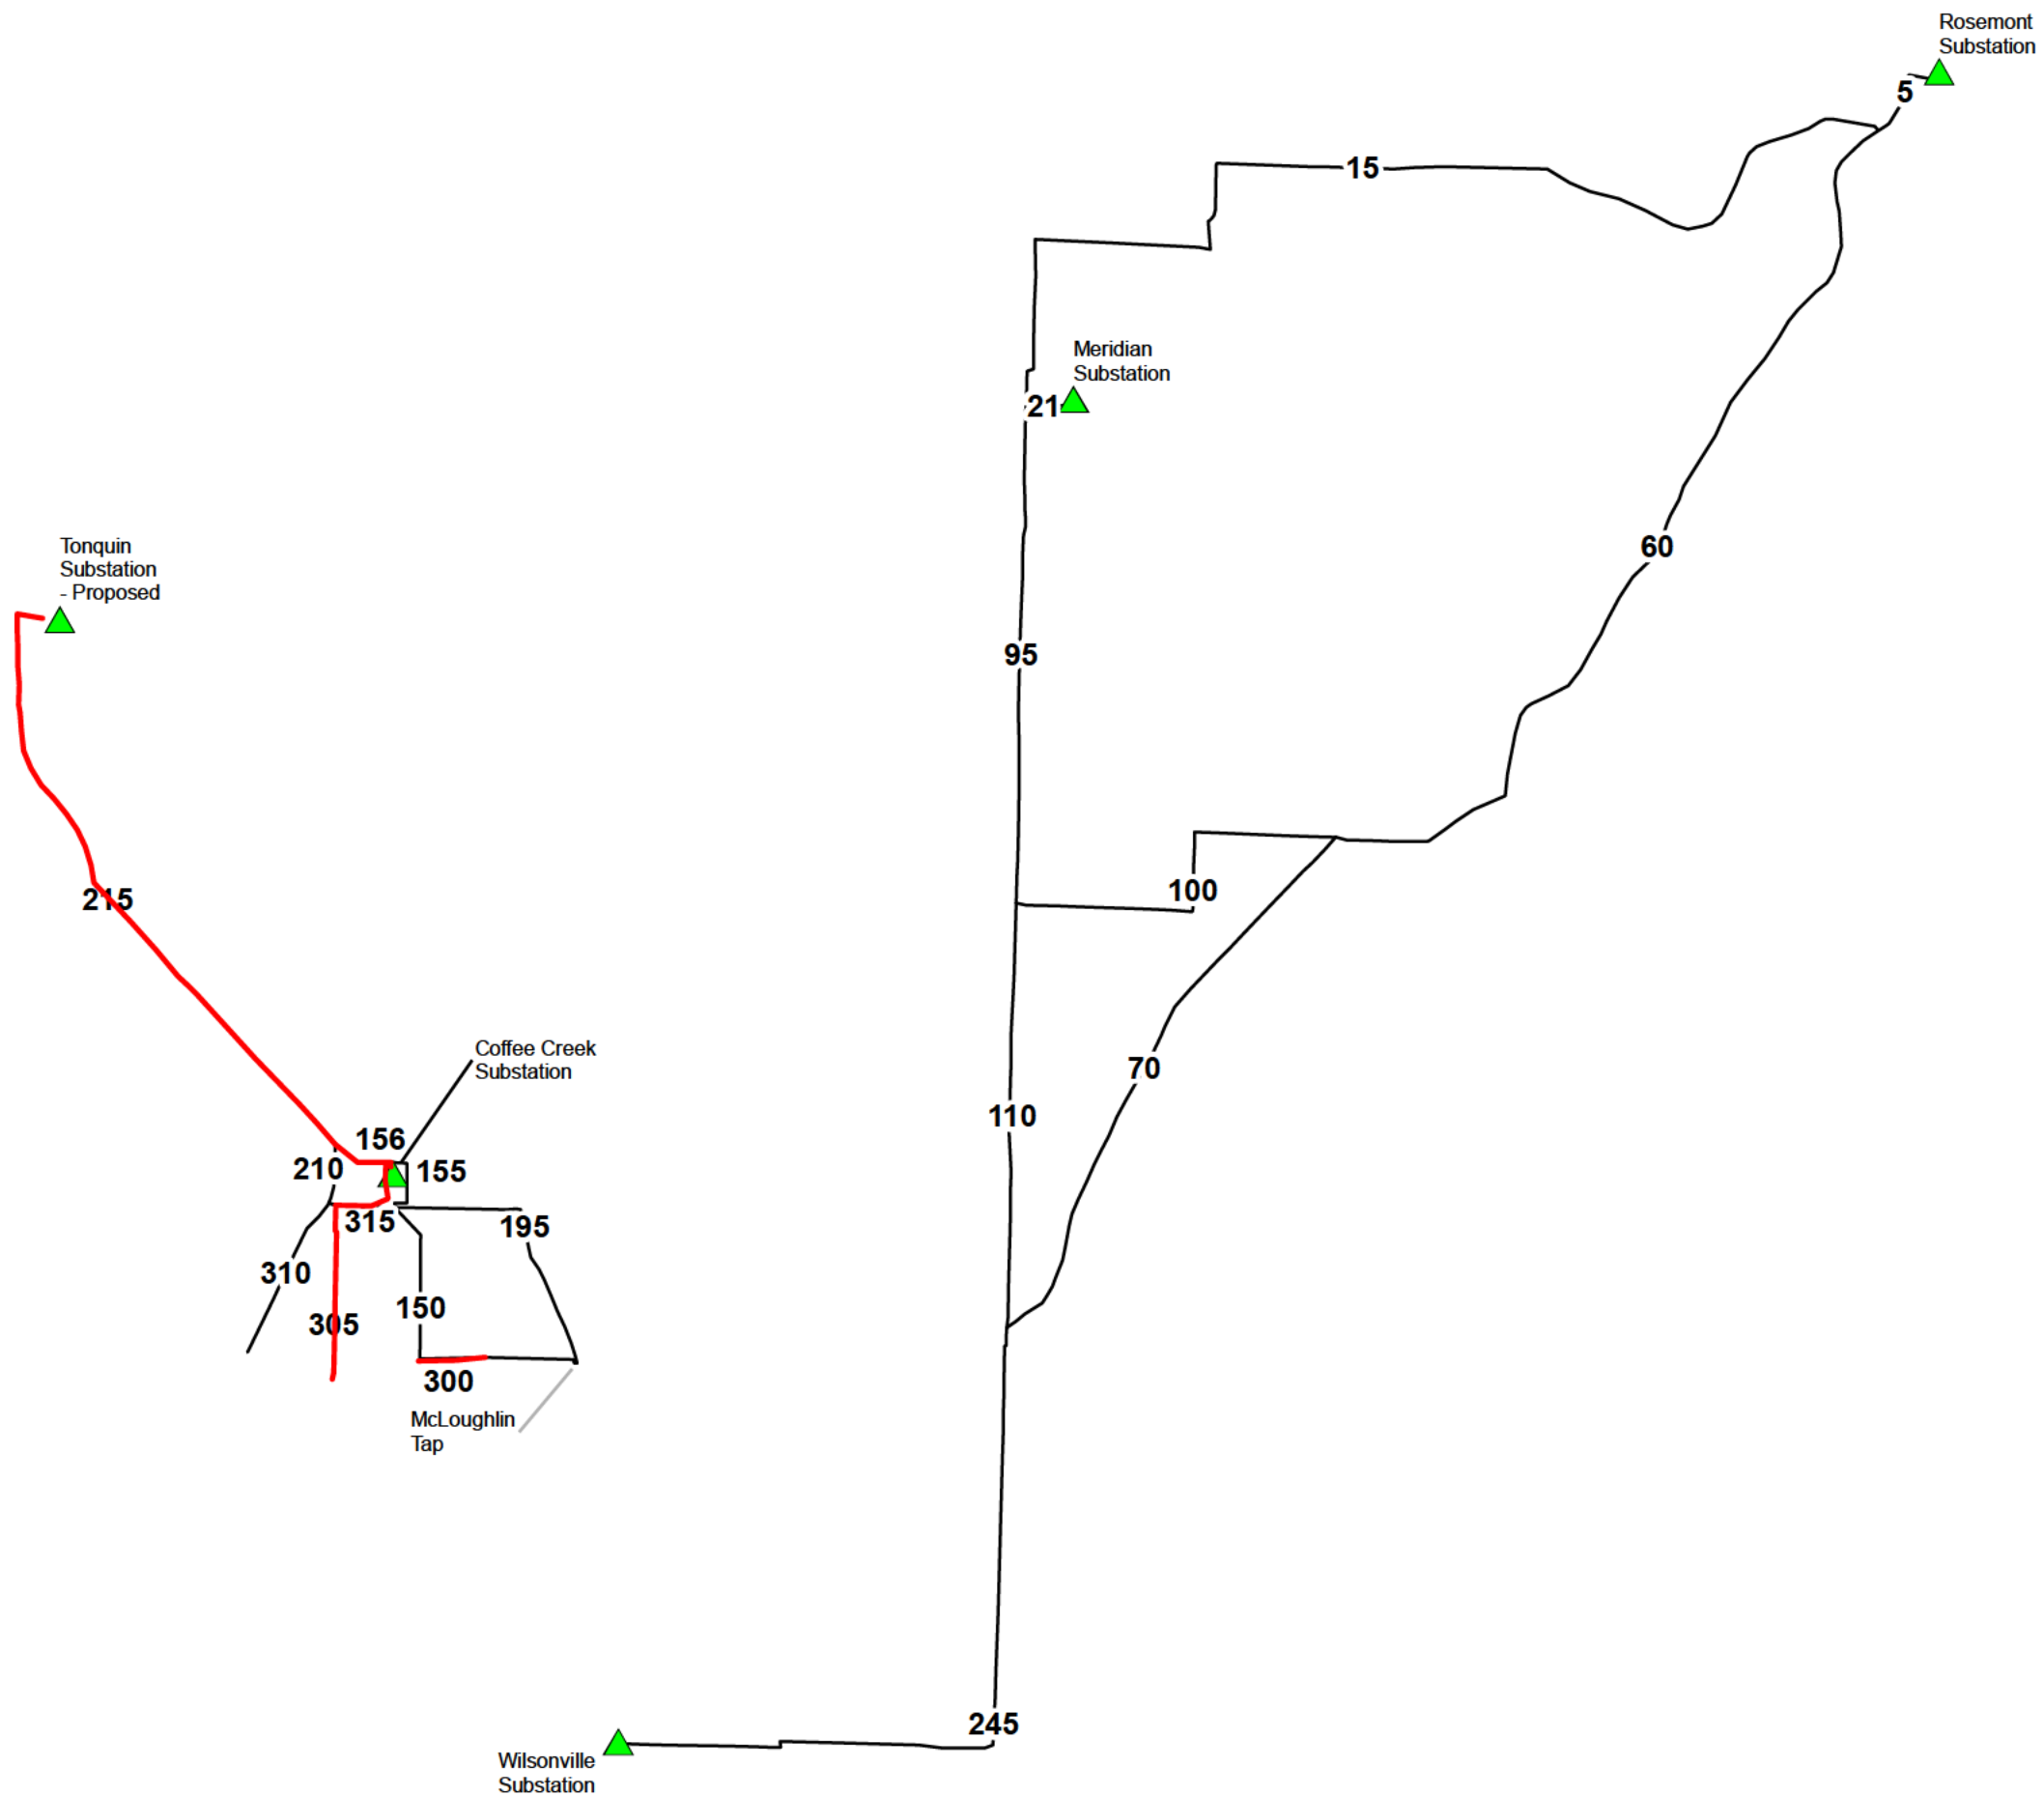 Rosemont
Substation
5
15
Meridian
Substation
21
Tonquin
Substation
- Proposed
60
95
215
100
Coffee Creek
Substation
70
110
156
210
155
315
195
310
150
305
300
McLoughlin
Tap
245
Wilsonville
Substation